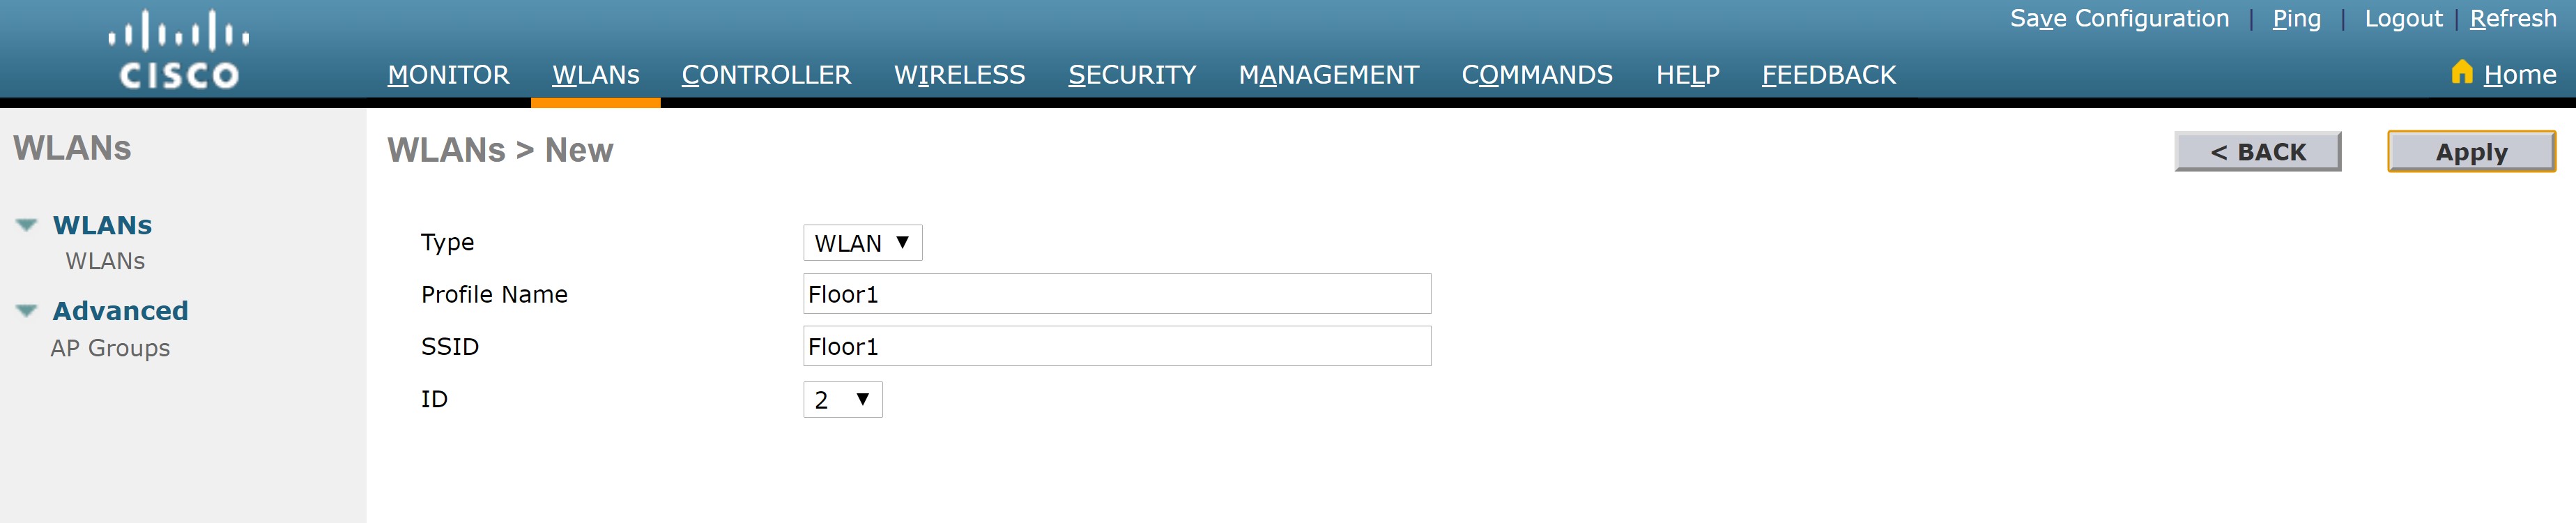 Save Configuration | Ping | Logout | Refresh
CISCO
MONITOR WLANs CONTROLLER WIRELESS SECURITY MANAGEMENT COMMANDS HELP FEEDBACK Home
WLANs
WLANs
WLANs
Advanced
AP Groups
WLANs > New
< BACK Apply
Type WLAN
Profile Name Floor1
SSID Floor1
ID 2